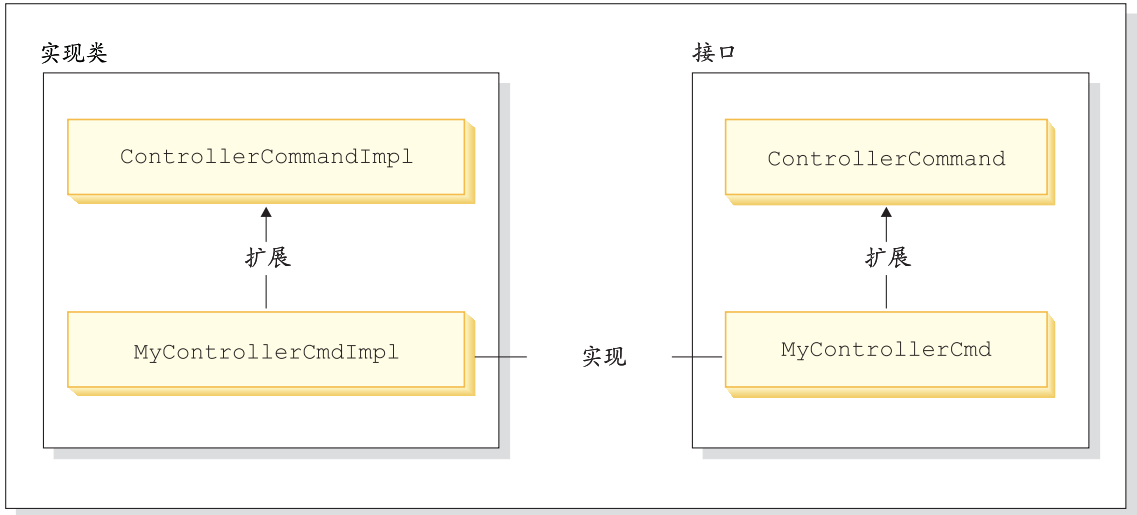 实现类
接口
ControllerCommandImpl
ControllerCommand
扩展
扩展
MyControllerCmdImpl
实现
MyControllerCmd